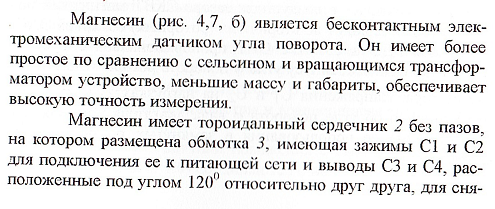 Магнесин (рис. 4,7, б) является бесконтактным элек-
тромеханическим датчиком угла поворота. Он имеет более
простое по сравнению с сельсином и вращающимся трансфор-
матором устройство, меньшие массу и габариты, обеспечивает
высокую точность измерения.
Магнесин имеет тороидальный сердечник 2 без пазов,
на котором размещена обмотка 3, имеющая зажимы С1 и С2
для подключения ее к питающей сети и выводы С3 и С4, рас-
положенные под углом 120⁰ относительно друг друга, для сня-